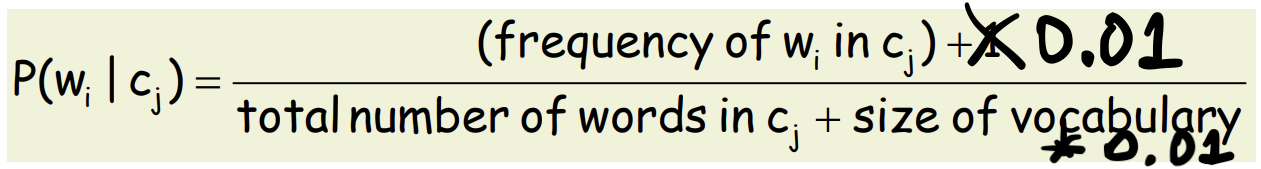 (frequency of wi in cj) + 1 0.01
P(wi | cj) =
total number of words in cj + size of vocabulary
* 0.01